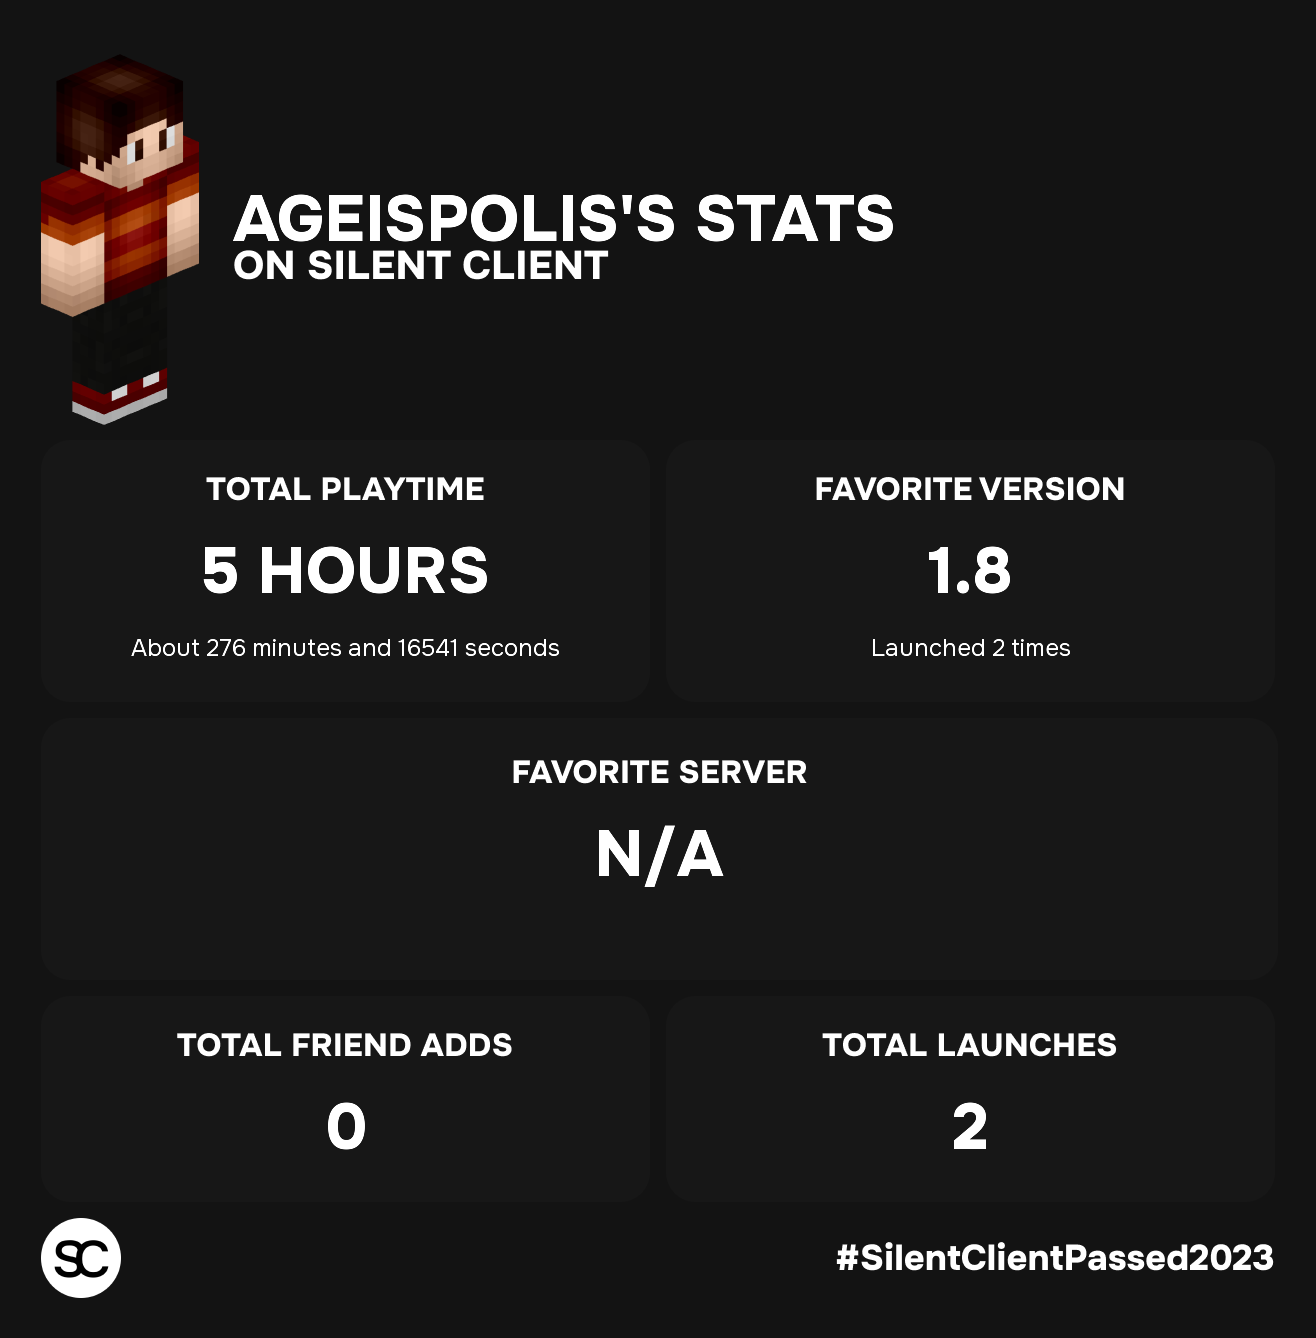 AGEISPOLIS'S STATS
ON SILENT CLIENT
TOTAL PLAYTIME
5 HOURS
About 276 minutes and 16541 seconds
FAVORITE VERSION
1.8
Launched 2 times
FAVORITE SERVER
N/A
TOTAL FRIEND ADDS
0
TOTAL LAUNCHES
2
SC
#SilentClientPassed2023